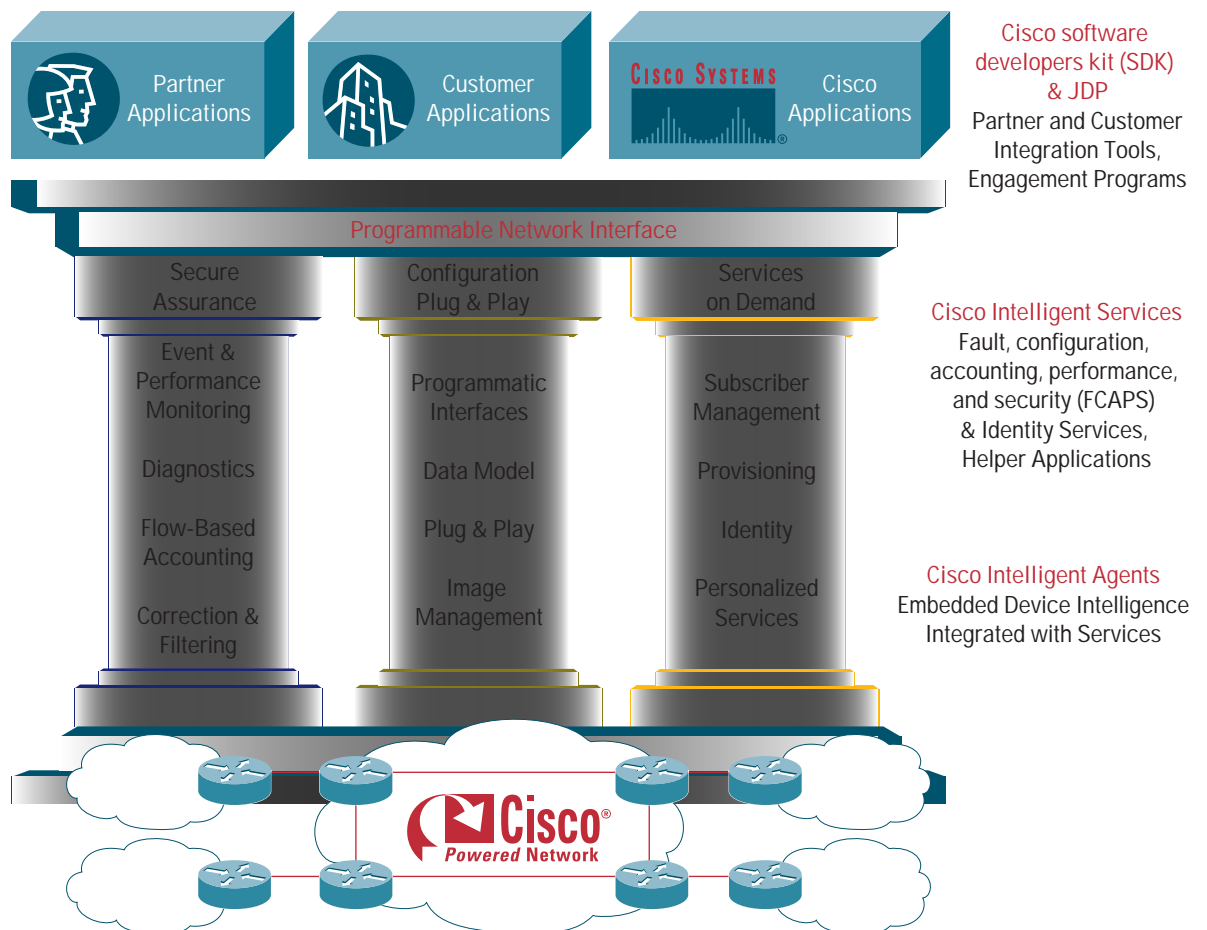 Partner
Applications
Customer
Applications
CISCO SYSTEMS
®
Cisco
Applications
Cisco software
developers kit (SDK)
& JDP
Partner and Customer
Integration Tools,
Engagement Programs
Programmable Network Interface
Secure
Assurance
Event &
Performance
Monitoring
Diagnostics
Flow-Based
Accounting
Correction &
Filtering
Configuration
Plug & Play
Programmatic
Interfaces
Data Model
Plug & Play
Image
Management
Services
on Demand
Subscriber
Management
Provisioning
Identity
Personalized
Services
Cisco Intelligent Services
Fault, configuration,
accounting, performance,
and security (FCAPS)
& Identity Services,
Helper Applications
Cisco Intelligent Agents
Embedded Device Intelligence
Integrated with Services
Cisco®
Powered Network